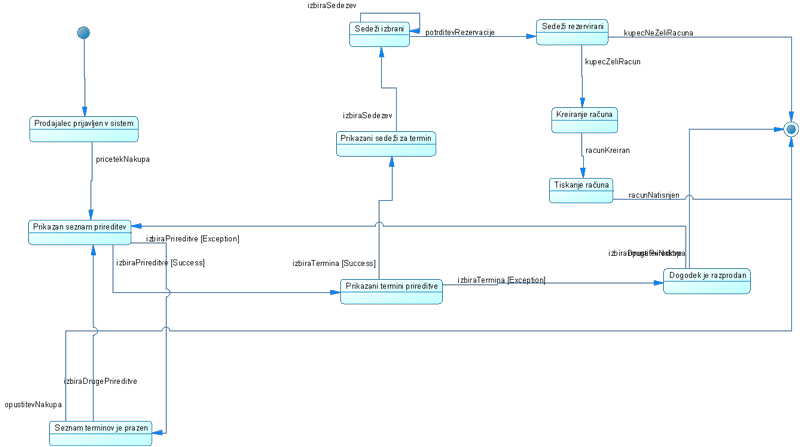 izbiraSedezev
Sedeži izbrani
potrditevRezervacije
Sedeži rezervirani
kupecNeZeliRacuna
kupecZeliRacun
Prodajalec prijavljen v sistem
izbiraSedezev
Kreiranje računa
pricetekNakupa
Prikazani sedeži za termin
racunKreiran
Tiskanje računa
racunNatisnjen
Prikazan seznam prireditev
izbiraPrireditve [Exception]
izbiraPrireditve [Success]
izbiraTermina [Success]
izbiraTermina [Exception]
Dogodek je razprodan
Prikazani termini prireditve
izbiraDrugePrireditve
opustitevNakupa
Seznam terminov je prazen